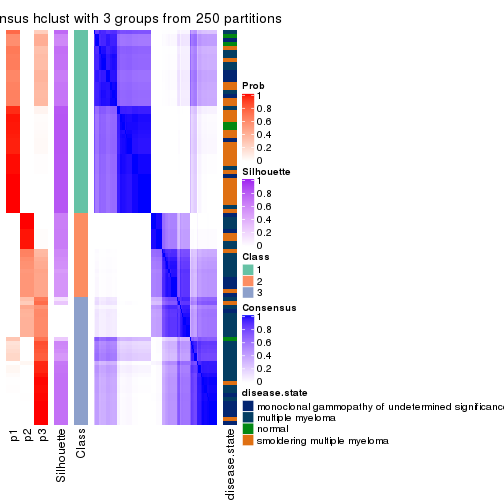 nsus hclust with 3 groups from 250 partitions
Prob
1
0.8
0.6
0.4
0.2
0
Silhouette
1
0.8
0.6
0.4
0.2
0
Class
1
2
3
Consensus
1
0.8
0.6
0.4
0.2
0
disease.state
monoclonal gammopathy of undetermined significance
multiple myeloma
normal
smoldering multiple myeloma
p1
p2
p3
Silhouette
Class
disease.state